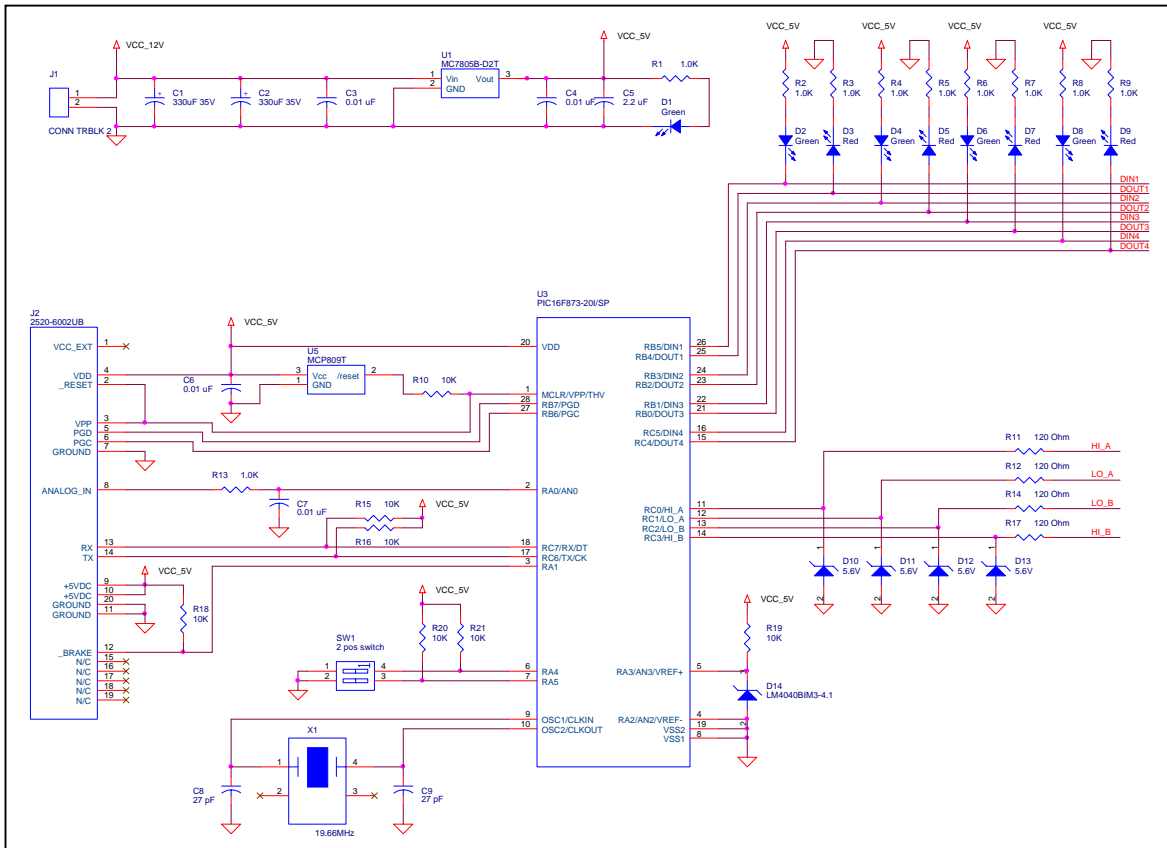 VCC_12V
VCC_5V
U1
MC7805B-D2T
J1
1
2
CONN TRBLK 2
C1
330uF 35V
C2
330uF 35V
C3
0.01 uF
1
2
Vin
Vout
GND
3
C4
0.01 uF
C5
2.2 uF
R1 1.0K
D1
Green
VCC_5V
VCC_5V
VCC_5V
VCC_5V
R2
1.0K
R3
1.0K
R4
1.0K
R5
1.0K
R6
1.0K
R7
1.0K
R8
1.0K
R9
1.0K
D2
Green
D3
Red
D4
Green
D5
Red
D6
Green
D7
Red
D8
Green
D9
Red
DIN1
DOUT1
DIN2
DOUT2
DIN3
DOUT3
DIN4
DOUT4
J2
2520-6002UB
VCC_EXT 1
VDD 4
_RESET 2
VPP 3
PGD 5
PGC 6
GROUND 7
ANALOG_IN 8
RX 13
TX 14
+5VDC 9
+5VDC 10
GROUND 20
GROUND 11
_BRAKE 12
N/C 15
N/C 16
N/C 17
N/C 18
N/C 19
VCC_5V
C6
0.01 uF
U5
MCP809T
3
1
Vcc /reset
GND
2
R10 10K
R13 1.0K
C7
0.01 uF
R15 10K
R16 10K
VCC_5V
VCC_5V
R18
10K
VCC_5V
R20
10K
R21
10K
SW1
2 pos switch
1
2
4
3
X1
1
2
4
3
C8
27 pF
C9
27 pF
19.66MHz
U3
PIC16F873-20I/SP
20 VDD
1 MCLR/VPP/THV
28 RB7/PGD
27 RB6/PGC
2 RA0/AN0
18 RC7/RX/DT
17 RC6/TX/CK
3 RA1
6 RA4
7 RA5
9 OSC1/CLKIN
10 OSC2/CLKOUT
RB5/DIN1 26
RB4/DOUT1 25
RB3/DIN2 24
RB2/DOUT2 23
RB1/DIN3 22
RB0/DOUT3 21
RC5/DIN4 16
RC4/DOUT4 15
RC0/HI_A 11
RC1/LO_A 12
RC2/LO_B 13
RC3/HI_B 14
RA3/AN3/VREF+ 5
RA2/AN2/VREF- 4
VSS2 19
VSS1 8
R11 120 Ohm
HI_A
R12 120 Ohm
LO_A
R14 120 Ohm
LO_B
R17 120 Ohm
HI_B
1
D10
5.6V
2
1
D11
5.6V
2
1
D12
5.6V
2
1
D13
5.6V
2
VCC_5V
R19
10K
D14
LM4040BIM3-4.1
2